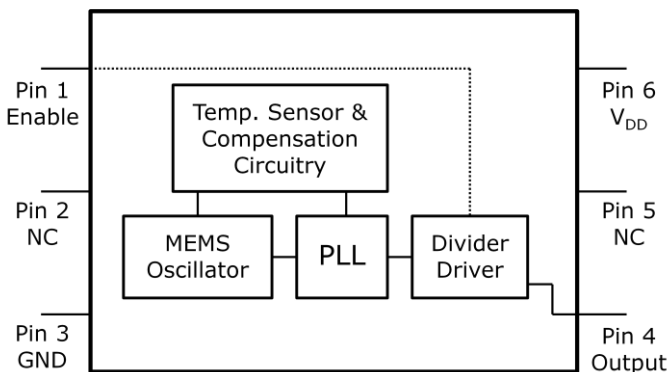 Pin 1
Enable
Temp. Sensor &
Compensation
Circuitry
Pin 6
VDD
Pin 2
NC
MEMS
Oscillator
PLL
Divider
Driver
Pin 5
NC
Pin 3
GND
Pin 4
Output